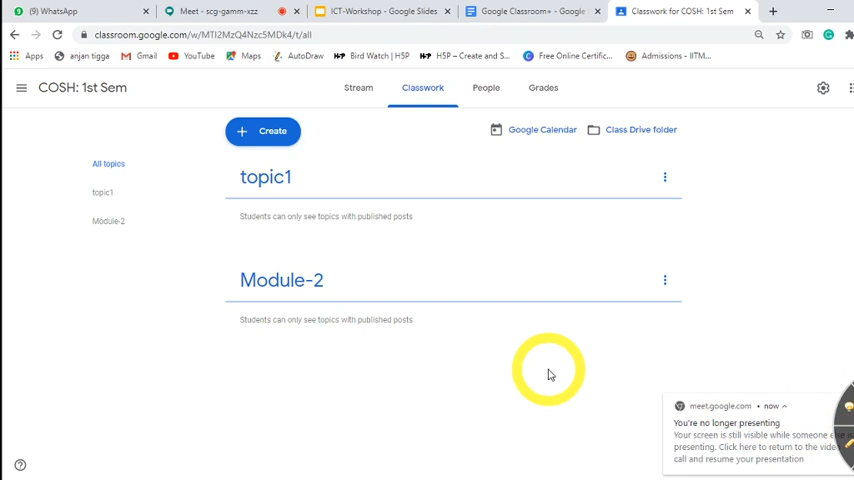 (9) WhatsApp
Meet - scg-gamm-xzz
ICT-Workshop - Google Slides
Google Classroom+ - Google
Classwork for COSH: 1st Sem
classroom.google.com/w/MTI2MzQ4Nzc5MDk4/t/all
Apps
anjan tigga
Gmail
YouTube
Maps
AutoDraw
H-P Bird Watch | H5P
H-P H5P – Create and S...
Free Online Certific...
Admissions - IITM...
COSH: 1st Sem
Stream
Classwork
People
Grades
Create
Google Calendar
Class Drive folder
All topics
topic1
Module-2
topic1
Students can only see topics with published posts
Module-2
Students can only see topics with published posts
meet.google.com • now
You're no longer presenting
Your screen is still visible while someone else is
presenting. Click here to return to the video
call and resume your presentation